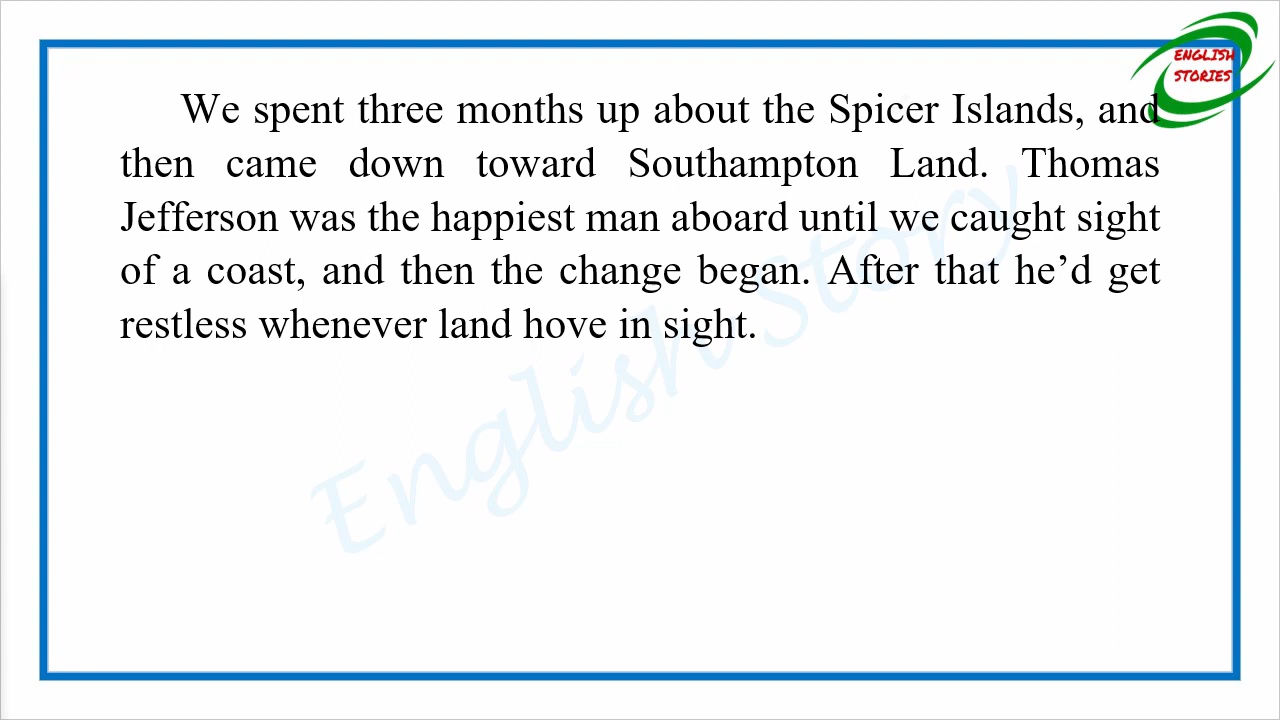 ENGLISH
STORIES
We spent three months up about the Spicer Islands, and
then came down toward Southampton Land. Thomas
Jefferson was the happiest man aboard until we caught sight
of a coast, and then the change began. After that he’d get
restless whenever land hove in sight.
English Story